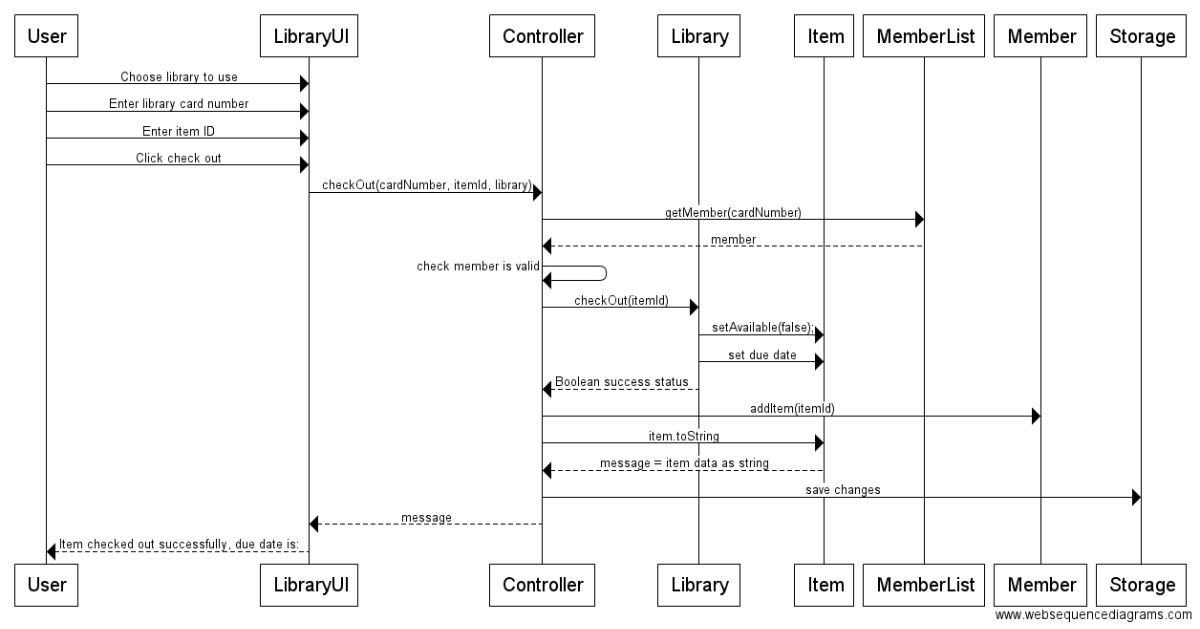 User LibraryUI Controller Library Item MemberList Member Storage
Choose library to use
Enter library card number
Enter item ID
Click check out
checkOut(cardNumber, itemId, library)
getMember(cardNumber)
member
check member is valid
checkOut(itemId)
setAvailable(false);
set due date
Boolean success status
addItem(itemId)
item.toString
message = item data as string
save changes
message
Item checked out successfully, due date is:
User LibraryUI Controller Library Item MemberList Member Storage
www.websequencediagrams.com